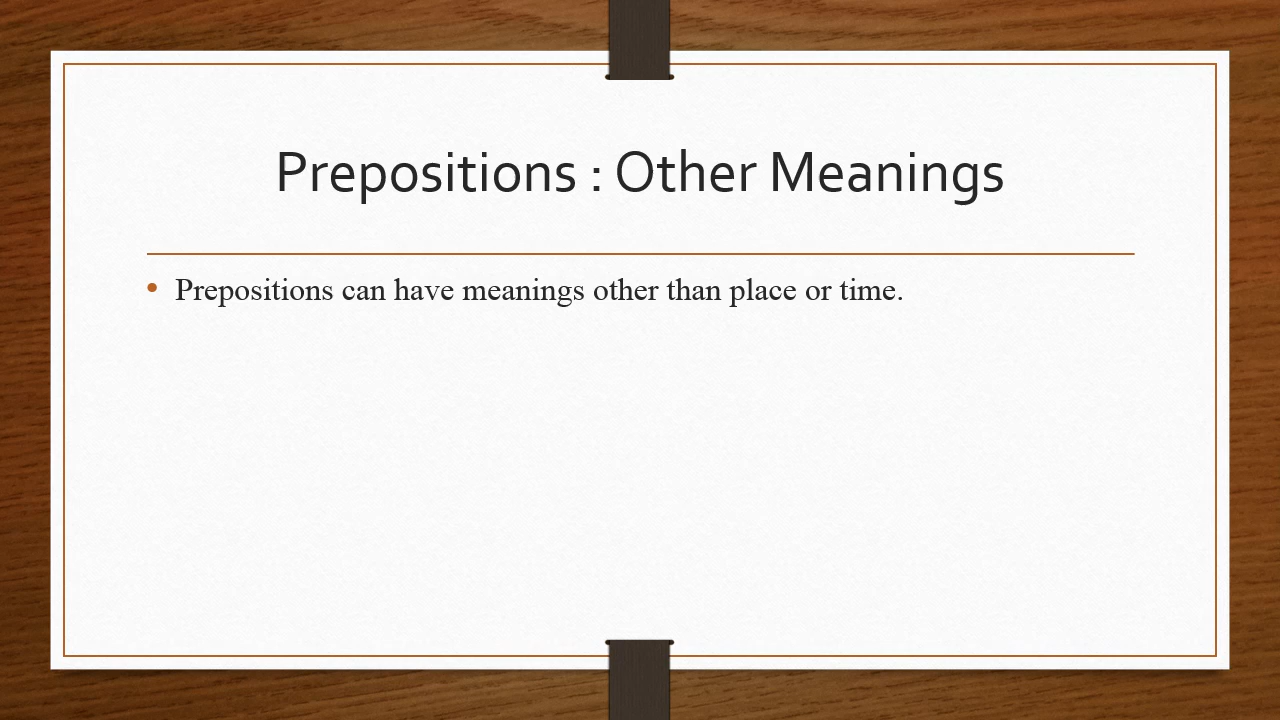 Prepositions : Other Meanings
• Prepositions can have meanings other than place or time.